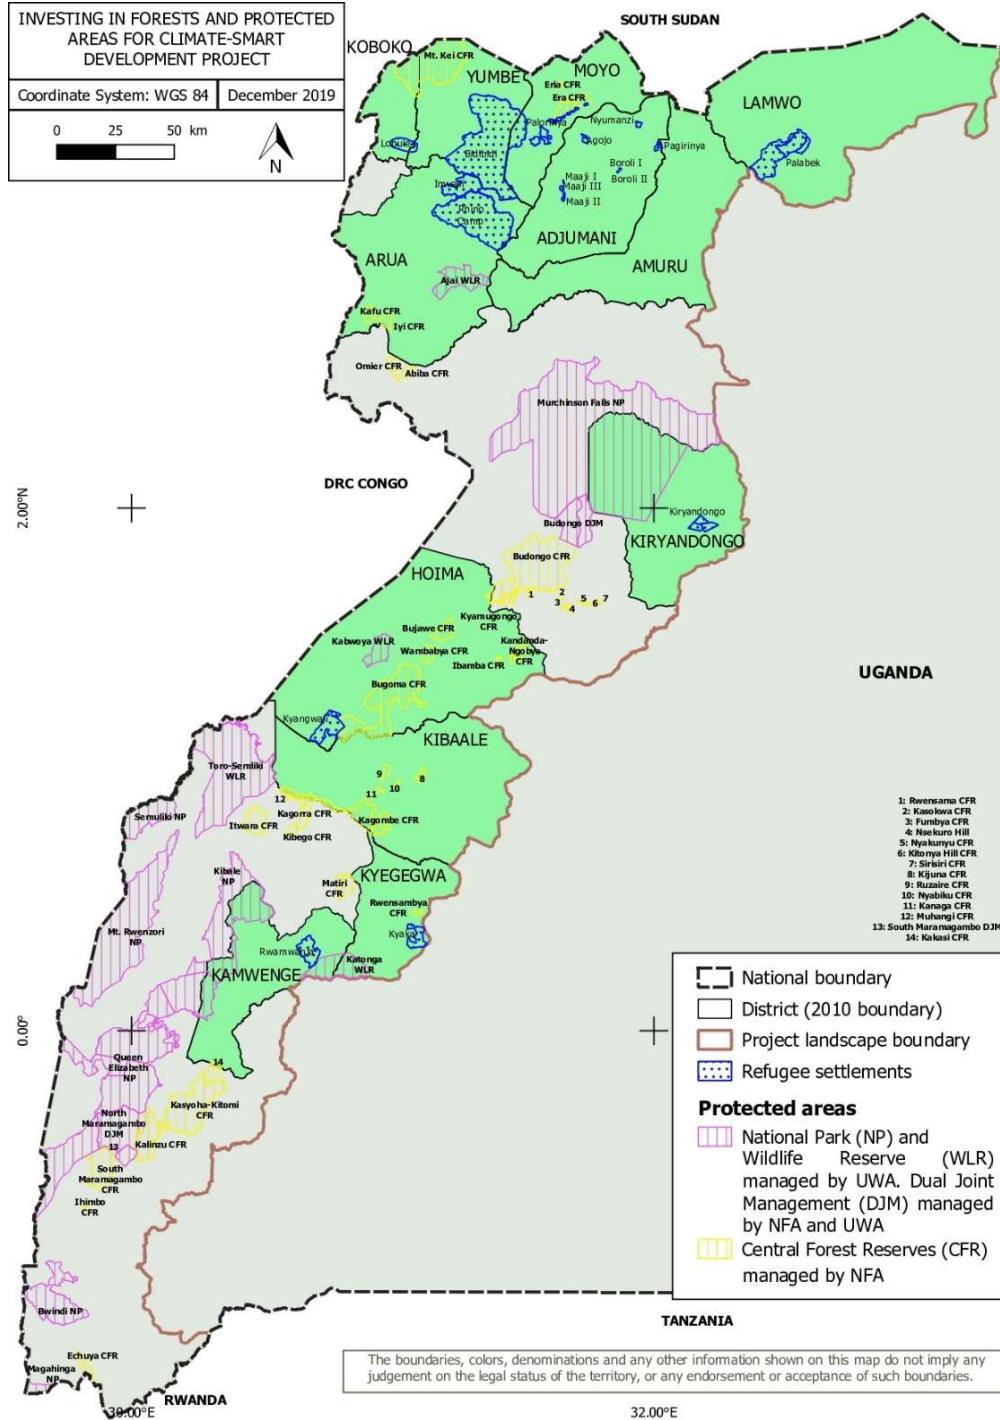 INVESTING IN FORESTS AND PROTECTED
AREAS FOR CLIMATE-SMART
DEVELOPMENT PROJECT
Coordinate System: WGS 84
December 2019
0 25 50 km
N
SOUTH SUDAN
KOBOKO
Mt. Kei CFR
YUMBE
MOYO
Eria CFR
Era CFR
LAMWO
Palorinya
Nyumanzi
Lobule
Bidibidi
Agojo
Pagirinya
Palabek
Boroli I
Boroli II
Imvepi
Maaji I
Maaji III
Maaji II
Rhino
Camp
ADJUMANI
ARUA
AMURU
Ajai WLR
Kafu CFR
Iyi CFR
Omier CFR
Abiba CFR
Murchinson Falls NP
DRC CONGO
2.00°N
Kiryandongo
Budongo DJM
KIRYANDONGO
Budongo CFR
HOIMA
1
2
3
4
5
6
7
Kyamugongo
CFR
Bujawe CFR
Kabwoya WLR
Wambabya CFR
Kandanda-
Ngobya
CFR
Ibamba CFR
Bugoma CFR
UGANDA
Kyangwali
KIBAALE
Toro-Semliki
WLR
9
8
10
11
12
Semuliki NP
Itwara CFR
Kagorra CFR
Kibego CFR
Kagombe CFR
1: Rwensama CFR
2: Kasokwa CFR
3: Fumbya CFR
4: Nsekuro Hill
5: Nyakunyu CFR
6: Kitonya Hill CFR
7: Sirisiri CFR
8: Kijuna CFR
9: Ruzaire CFR
10: Nyabiku CFR
11: Kanaga CFR
12: Muhangi CFR
13: South Maramagambo DJM
14: Kakasi CFR
Kibale
NP
KYEGEGWA
Matiri
CFR
Rwensambya
CFR
Mt. Rwenzori
NP
Kyaka
Rwamwanja
Katonga
WLR
KAMWENGE
0.00°
Queen
Elizabeth
NP
14
Kasyoha-Kitomi
CFR
North
Maramagambo
DJM
13
Kalinzu CFR
South
Maramagambo
CFR
Ihimbo
CFR
Bwindi NP
Echuya CFR
Magahinga
NP
RWANDA
TANZANIA
30.00°E
32.00°E
National boundary
District (2010 boundary)
Project landscape boundary
Refugee settlements
Protected areas
National Park (NP) and
Wildlife Reserve (WLR)
managed by UWA. Dual Joint
Management (DJM) managed
by NFA and UWA
Central Forest Reserves (CFR)
managed by NFA
The boundaries, colors, denominations and any other information shown on this map do not imply any
judgement on the legal status of the territory, or any endorsement or acceptance of such boundaries.